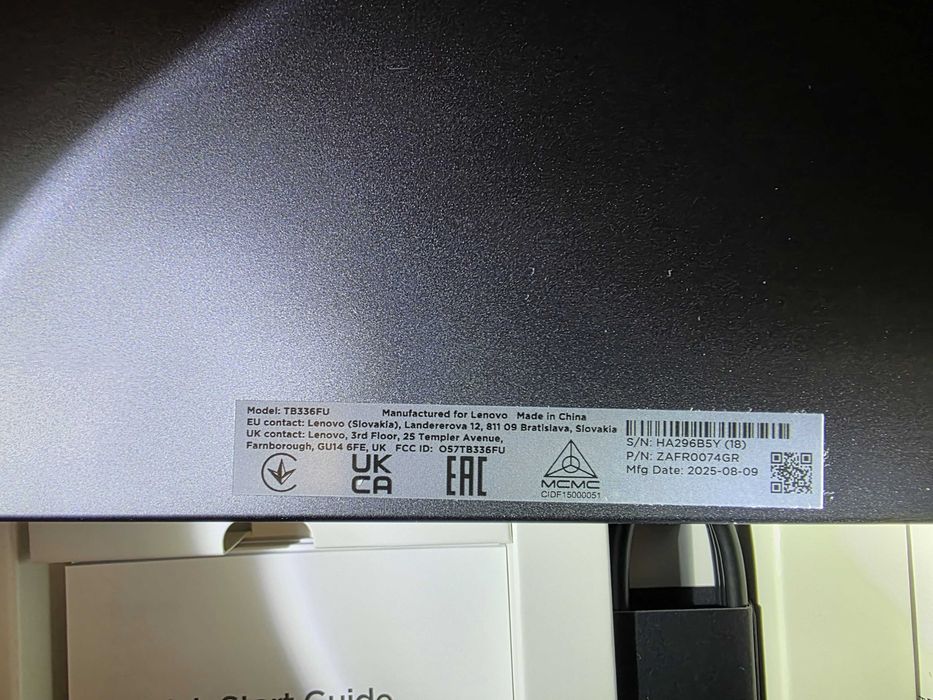 Model: TB336FU Manufactured for Lenovo Made in China
EU contact: Lenovo (Slovakia), Landererova 12, 811 09 Bratislava, Slovakia
UK contact: Lenovo, 3rd Floor, 25 Templer Avenue,
Farnborough, GU14 6FE, UK FCC ID: O57TB336FU
UK
CA
EAC
MCMC
CIDF15000051
S/N: HA296B5Y (18)
P/N: ZAFR0074GR
Mfg Date: 2025-08-09
Start Guide